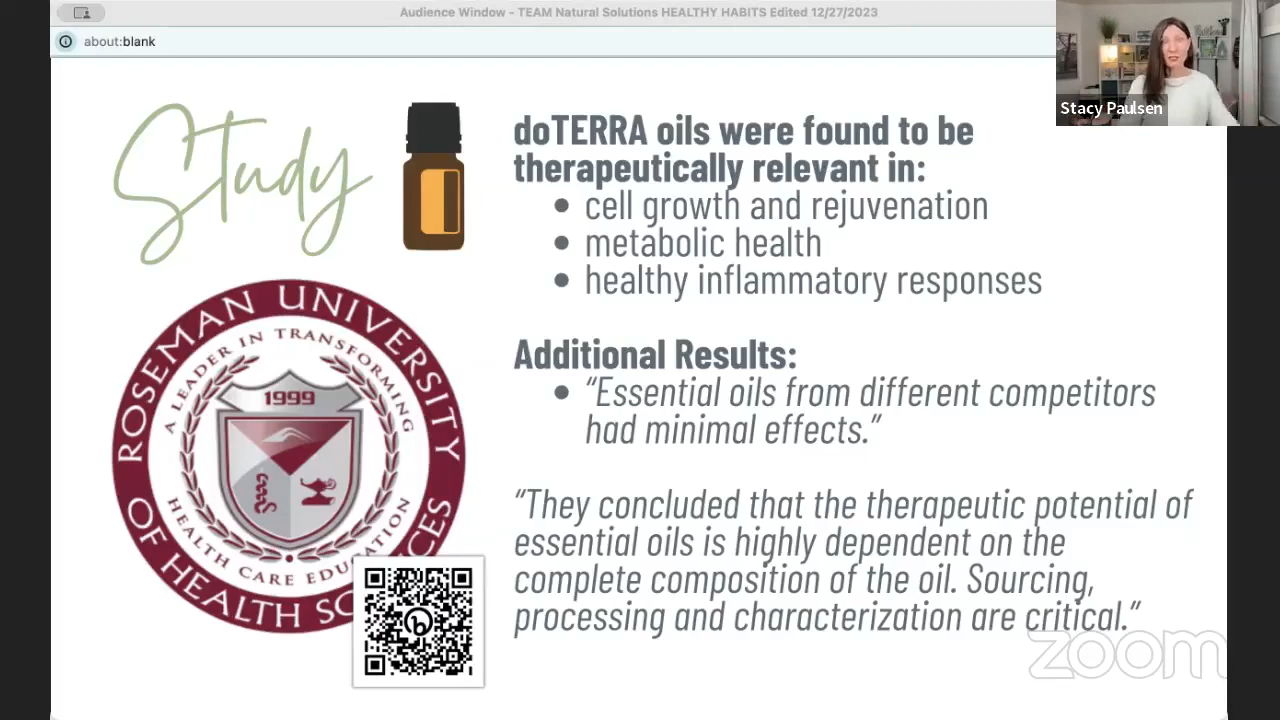 Audience Window - TEAM Natural Solutions HEALTHY HABITS Edited 12/27/2023
about:blank
Stacy Paulsen
Study
doTERRA oils were found to be
therapeutically relevant in:
• cell growth and rejuvenation
• metabolic health
• healthy inflammatory responses
Additional Results:
• “Essential oils from different competitors
had minimal effects.”
“They concluded that the therapeutic potential of
essential oils is highly dependent on the
complete composition of the oil. Sourcing,
processing and characterization are critical.”
ROSEMAN UNIVERSITY
A LEADER IN TRANSFORMING
1999
HEALTH CARE EDU ATION
OF HEALTH SC CES
b
zoom